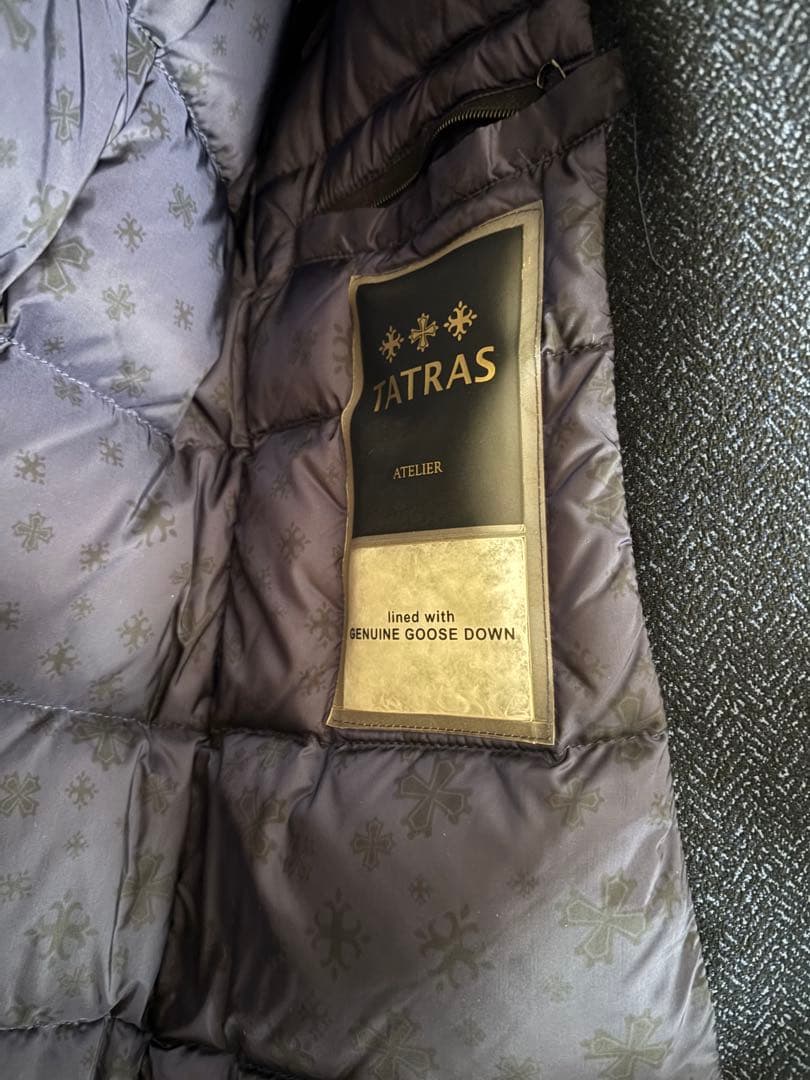 TATRAS
ATELIER
lined with
GENUINE GOOSE DOWN